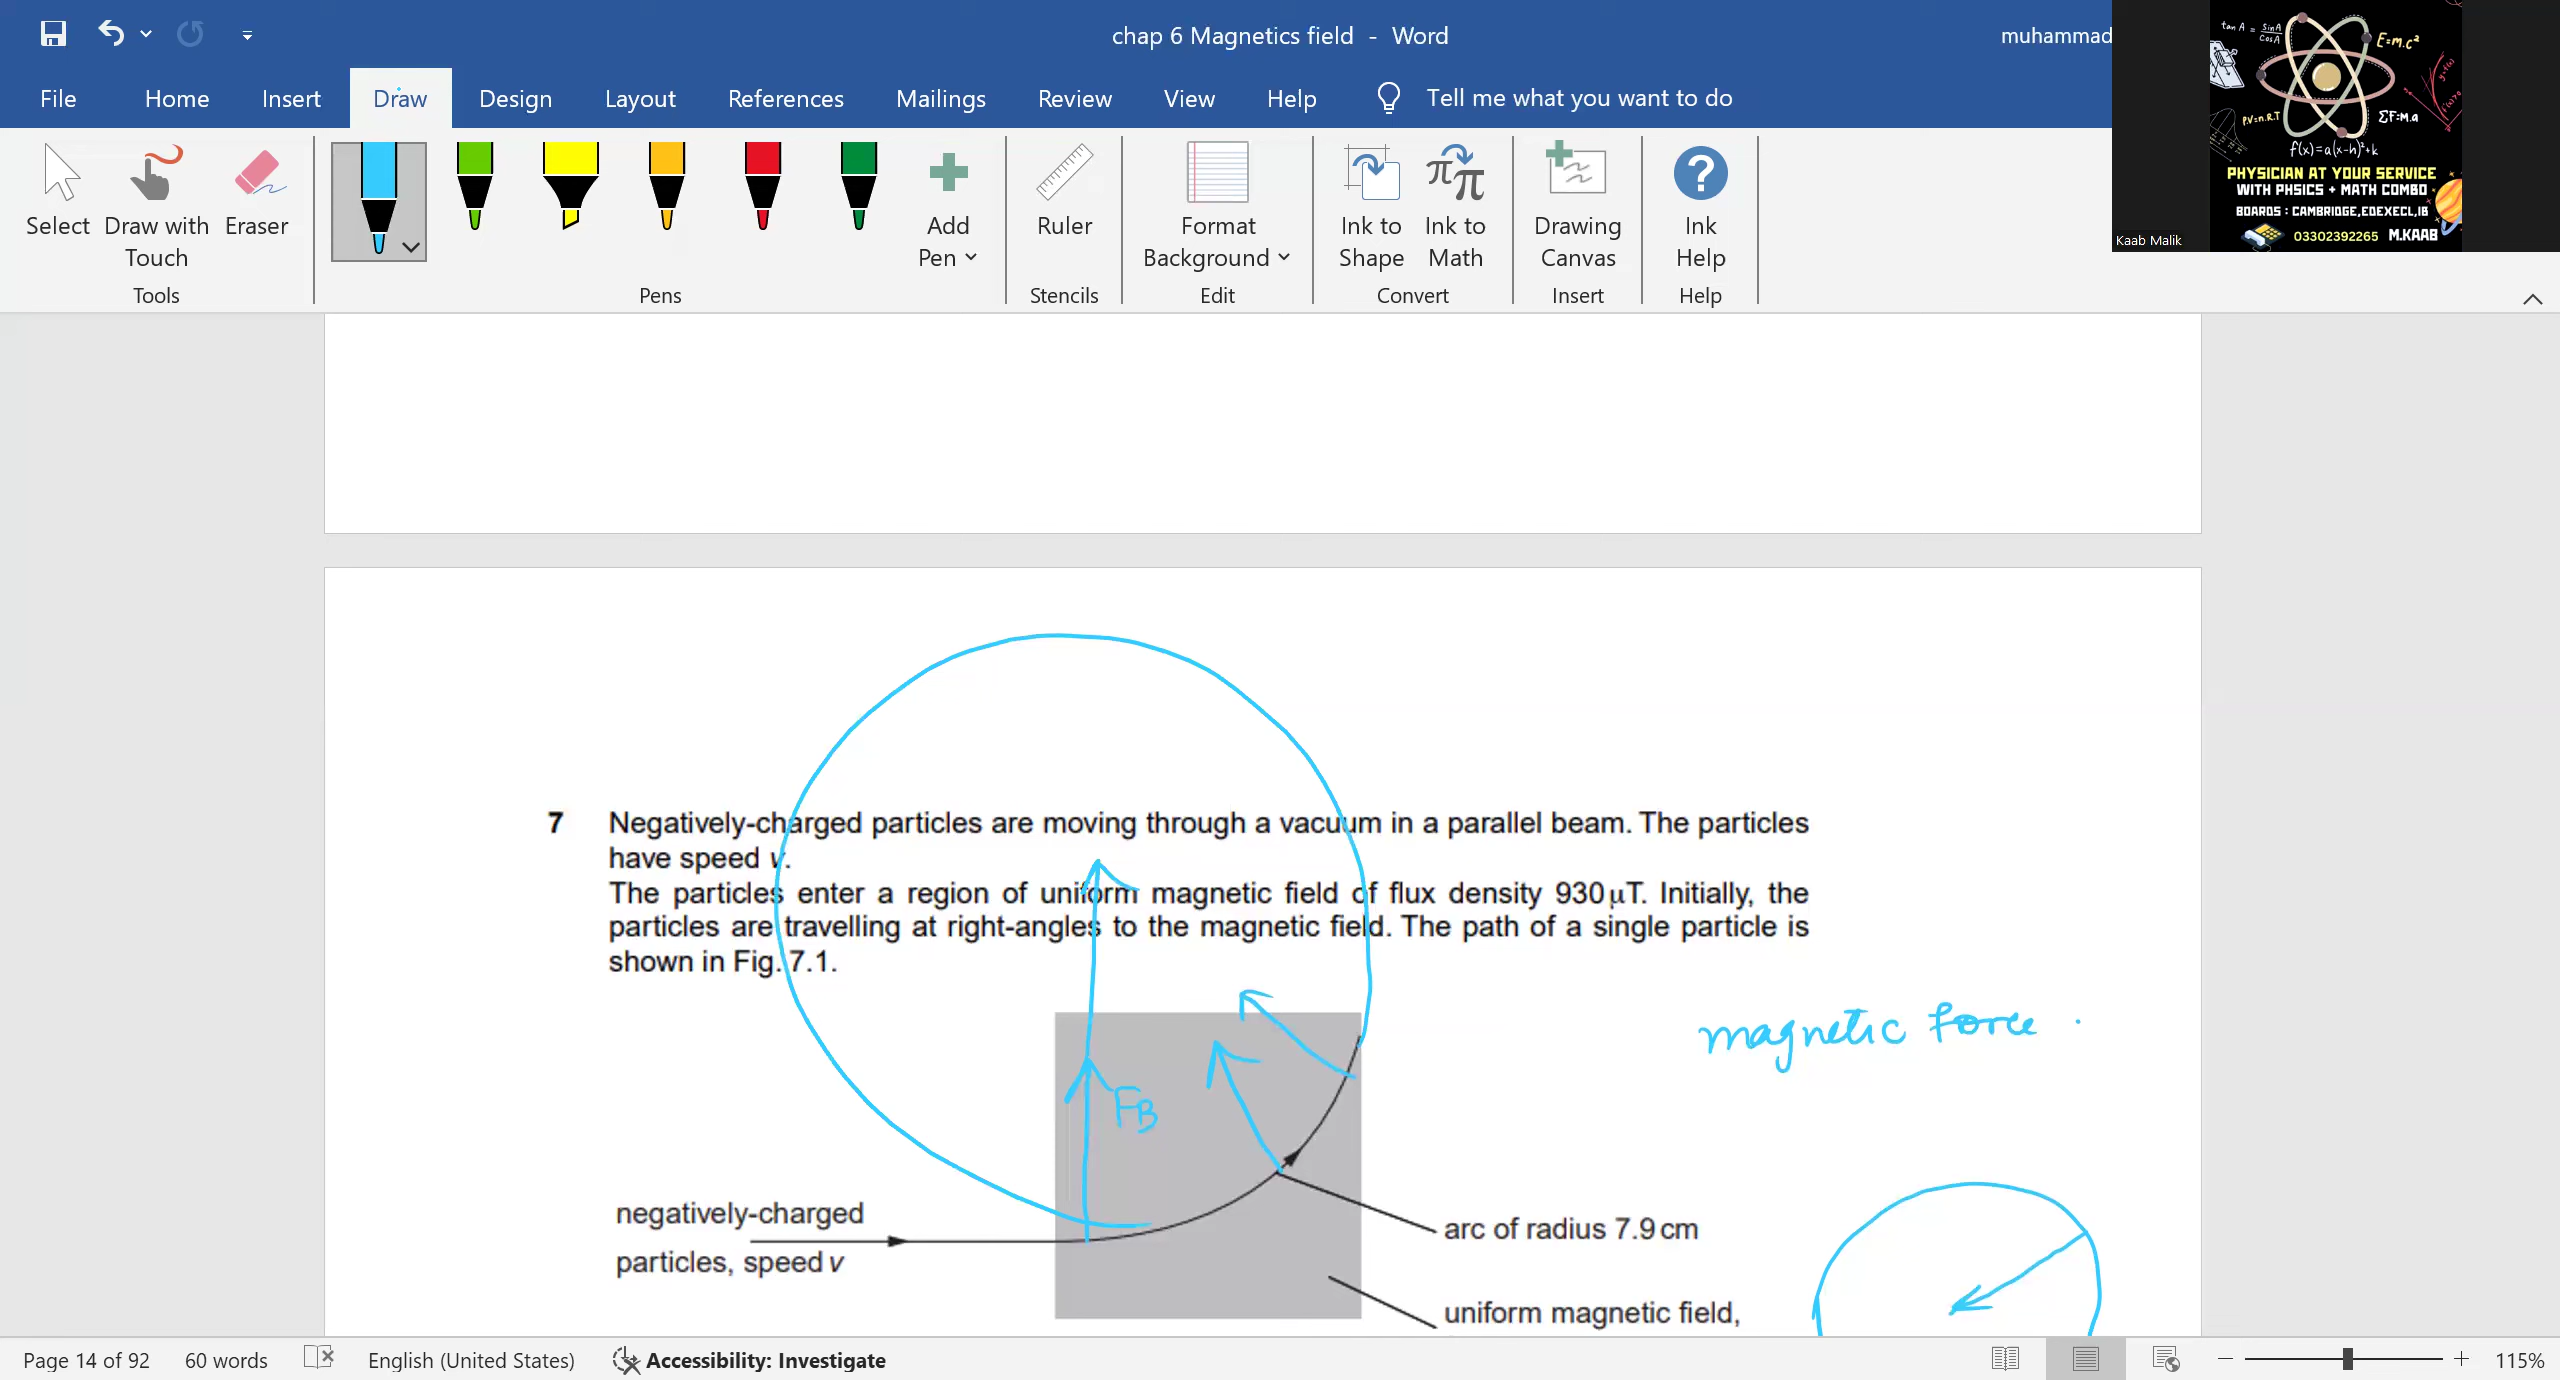 chap 6 Magnetics field - Word
muhammad
File Home Insert Draw Design Layout References Mailings Review View Help Tell me what you want to do
Select Draw with Touch Eraser
Tools
Add Pen
Pens
Ruler
Stencils
Format Background
Edit
Ink to Shape Ink to Math
Convert
Drawing Canvas
Insert
Ink Help
Help
tan A = SinA/CosA
E=m.c²
P.V=n.R.T
ΣF=M.a
f(x)=a(x-h)²+k
PHYSICIAN AT YOUR SERVICE
WITH PHSICS + MATH COMBO
BOARDS : CAMBRIDGE,EDEXECL,IB
03302392265 M.KAAB
Kaab Malik
7 Negatively-charged particles are moving through a vacuum in a parallel beam. The particles
have speed v.
The particles enter a region of uniform magnetic field of flux density 930 µT. Initially, the
particles are travelling at right-angles to the magnetic field. The path of a single particle is
shown in Fig. 7.1.
magnetic force .
FB
negatively-charged
particles, speed v
arc of radius 7.9 cm
uniform magnetic field,
Page 14 of 92 60 words English (United States) Accessibility: Investigate 115%